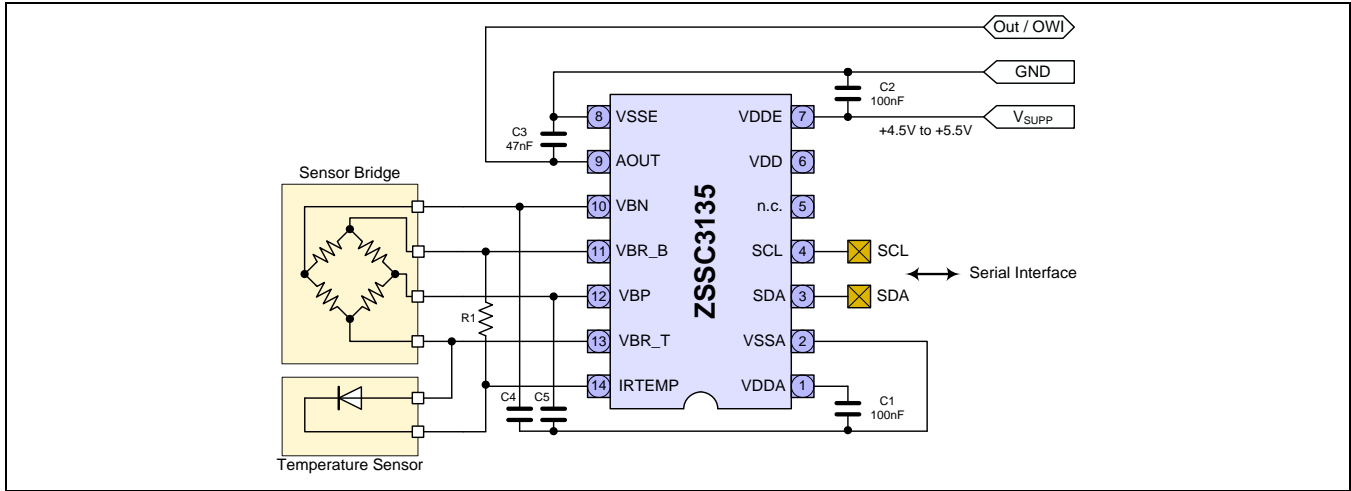 Out / OWI
GND
C2
100nF
V_SUPP
+4.5V to +5.5V
C3
47nF
8 VSSE
VDDE 7
9 AOUT
VDD 6
Sensor Bridge
10 VBN
n.c. 5
11 VBR_B
SCL 4
SCL
Serial Interface
12 VBP
SDA 3
SDA
R1
13 VBR_T
VSSA 2
14 IRTEMP
VDDA 1
ZSSC3135
C4
C5
C1
100nF
Temperature Sensor